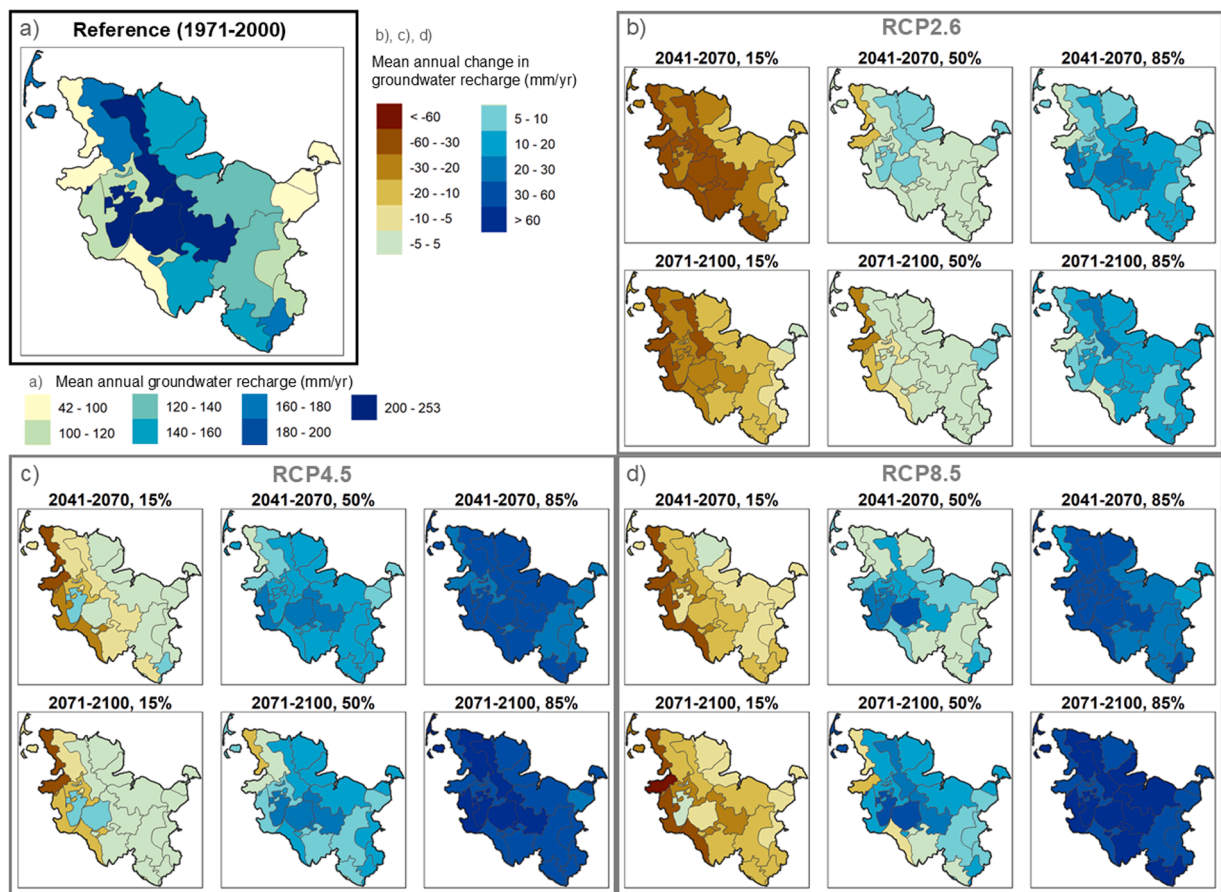 a)
Reference (1971-2000)
b), c), d)
Mean annual change in
groundwater recharge (mm/yr)
< -60
-60 - -30
-30 - -20
-20 - -10
-10 - -5
-5 - 5
5 - 10
10 - 20
20 - 30
30 - 60
> 60
a) Mean annual groundwater recharge (mm/yr)
42 - 100
100 - 120
120 - 140
140 - 160
160 - 180
180 - 200
200 - 253
b)
RCP2.6
2041-2070, 15%
2041-2070, 50%
2041-2070, 85%
2071-2100, 15%
2071-2100, 50%
2071-2100, 85%
c)
RCP4.5
2041-2070, 15%
2041-2070, 50%
2041-2070, 85%
2071-2100, 15%
2071-2100, 50%
2071-2100, 85%
d)
RCP8.5
2041-2070, 15%
2041-2070, 50%
2041-2070, 85%
2071-2100, 15%
2071-2100, 50%
2071-2100, 85%